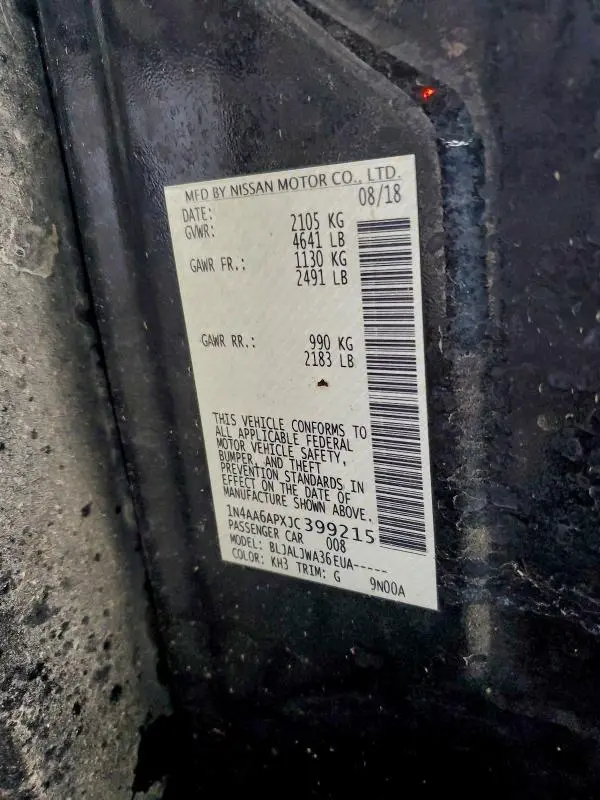 MFD BY NISSAN MOTOR CO., LTD.
DATE: 08/18
GVWR: 2105 KG
4641 LB
GAWR FR.: 1130 KG
2491 LB
GAWR RR.: 990 KG
2183 LB
THIS VEHICLE CONFORMS TO
ALL APPLICABLE FEDERAL
MOTOR VEHICLE SAFETY,
BUMPER, AND THEFT
PREVENTION STANDARDS IN
EFFECT ON THE DATE OF
MANUFACTURE SHOWN ABOVE.
1N4AA6APXJC399215
PASSENGER CAR 008
MODEL: BLJALJWA36EUA-----
COLOR: KH3 TRIM: G 9N00A